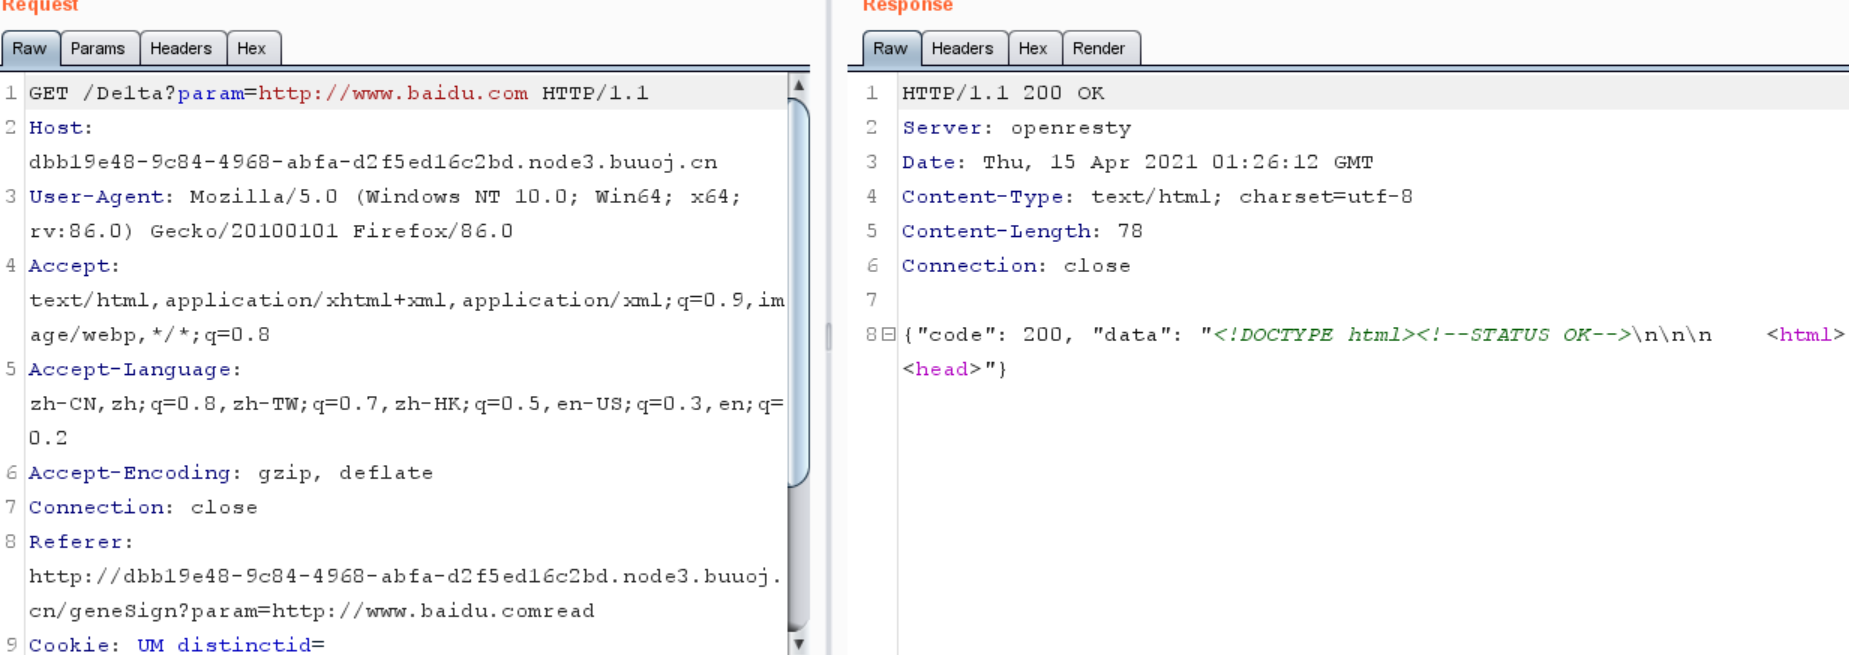 Request
Raw Params Headers Hex
1 GET /Delta?param=http://www.baidu.com HTTP/1.1
2 Host:
dbb19e48-9c84-4968-abfa-d2f5ed16c2bd.node3.buuoj.cn
3 User-Agent: Mozilla/5.0 (Windows NT 10.0; Win64; x64;
rv:86.0) Gecko/20100101 Firefox/86.0
4 Accept:
text/html,application/xhtml+xml,application/xml;q=0.9,im
age/webp,*/*;q=0.8
5 Accept-Language:
zh-CN,zh;q=0.8,zh-TW;q=0.7,zh-HK;q=0.5,en-US;q=0.3,en;q=
0.2
6 Accept-Encoding: gzip, deflate
7 Connection: close
8 Referer:
http://dbb19e48-9c84-4968-abfa-d2f5ed16c2bd.node3.buuoj.
cn/geneSign?param=http://www.baidu.comread
9 Cookie: UM_distinctid=
Response
Raw Headers Hex Render
1 HTTP/1.1 200 OK
2 Server: openresty
3 Date: Thu, 15 Apr 2021 01:26:12 GMT
4 Content-Type: text/html; charset=utf-8
5 Content-Length: 78
6 Connection: close
7
8 {"code": 200, "data": "<!DOCTYPE html><!--STATUS OK-->\n\n\n    <html>
<head>"}